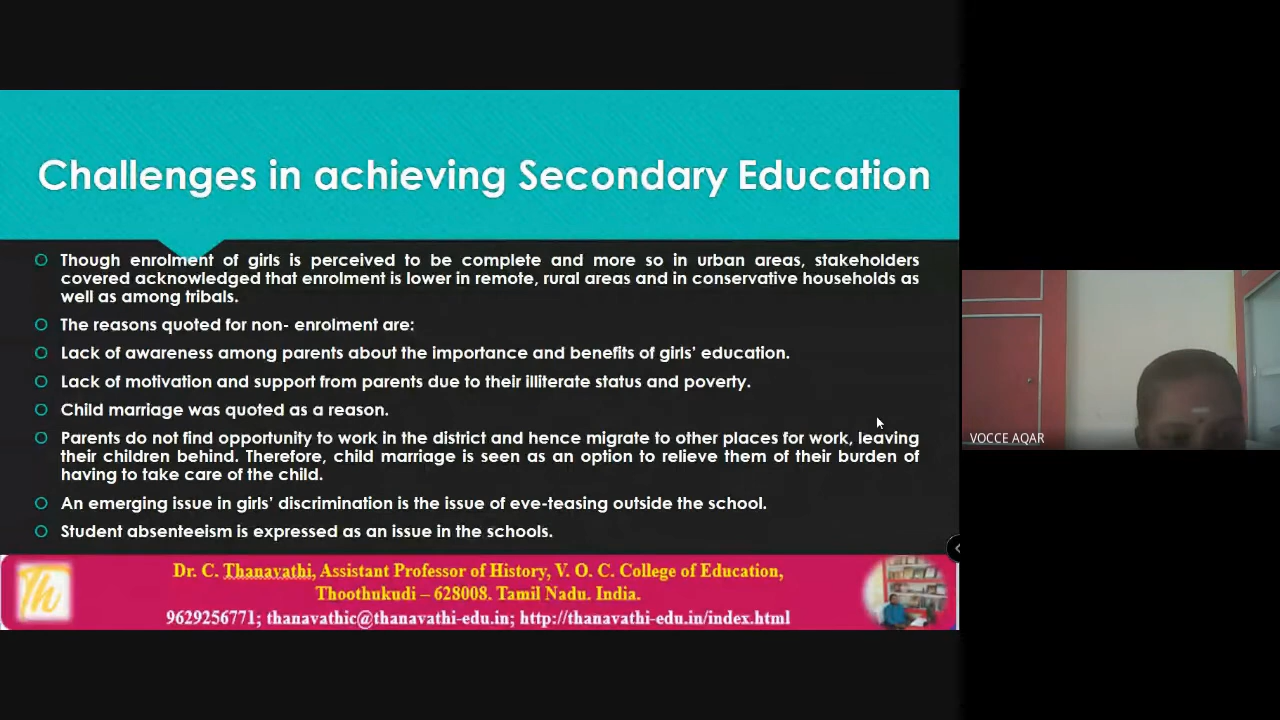 Challenges in achieving Secondary Education
Though enrolment of girls is perceived to be complete and more so in urban areas, stakeholders
covered acknowledged that enrolment is lower in remote, rural areas and in conservative households as
well as among tribals.
The reasons quoted for non- enrolment are:
Lack of awareness among parents about the importance and benefits of girls’ education.
Lack of motivation and support from parents due to their illiterate status and poverty.
Child marriage was quoted as a reason.
Parents do not find opportunity to work in the district and hence migrate to other places for work, leaving
their children behind. Therefore, child marriage is seen as an option to relieve them of their burden of
having to take care of the child.
An emerging issue in girls’ discrimination is the issue of eve-teasing outside the school.
Student absenteeism is expressed as an issue in the schools.
Th
Dr. C. Thanavathi, Assistant Professor of History, V. O. C. College of Education,
Thoothukudi – 628008. Tamil Nadu. India.
9629256771; thanavathic@thanavathi-edu.in; http://thanavathi-edu.in/index.html
VOCCE AQAR